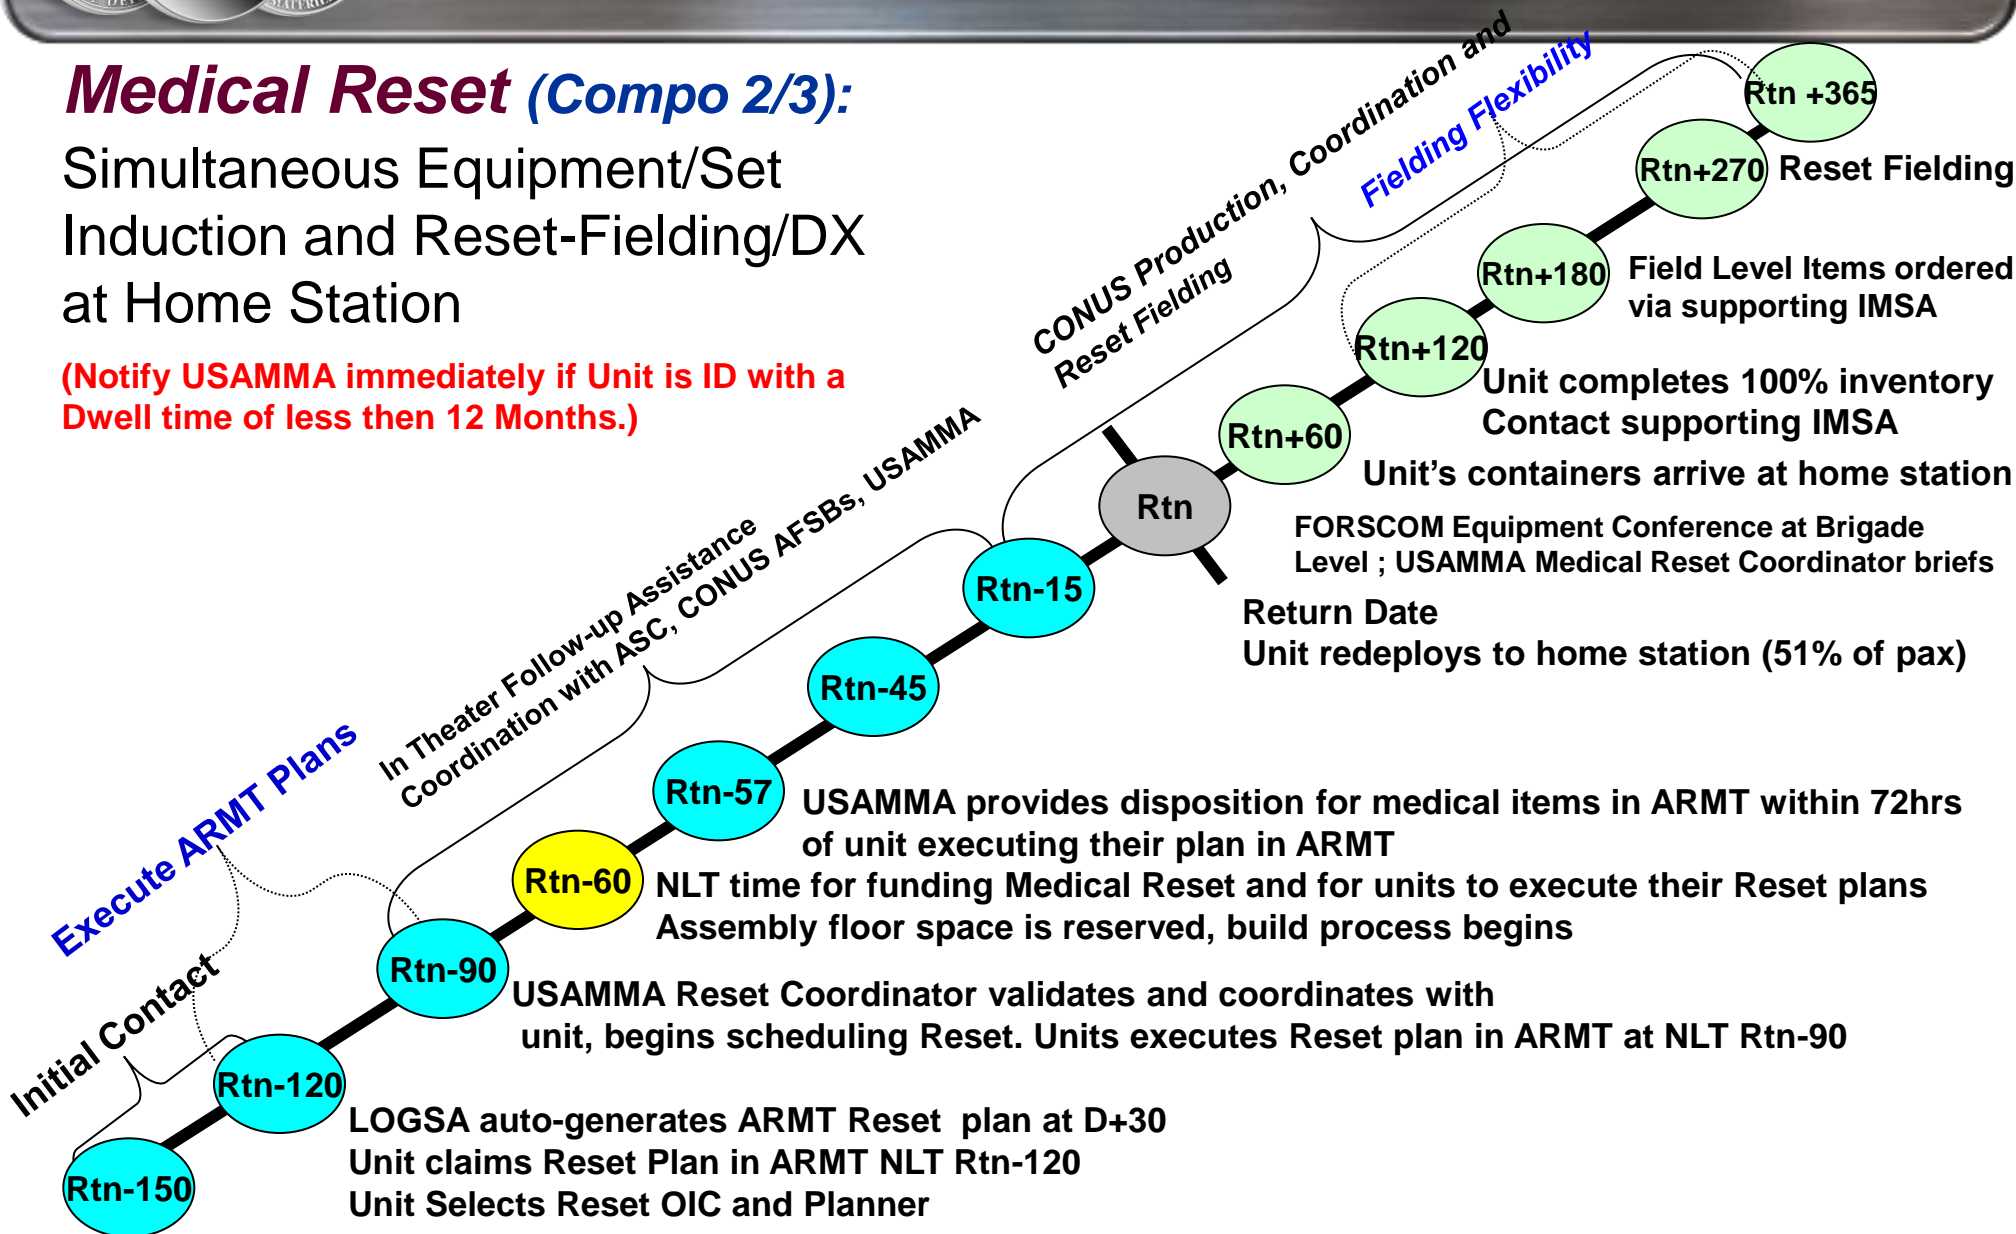 Medical Reset (Compo 2/3):
Simultaneous Equipment/Set
Induction and Reset-Fielding/DX
at Home Station
(Notify USAMMA immediately if Unit is ID with a
Dwell time of less then 12 Months.)
CONUS Production, Coordination and
Reset Fielding
Fielding Flexibility
Rtn +365
Rtn+270
Reset Fielding
Rtn+180
Field Level Items ordered
via supporting IMSA
Rtn+120
Unit completes 100% inventory
Contact supporting IMSA
Rtn+60
Unit's containers arrive at home station
FORSCOM Equipment Conference at Brigade
Level ; USAMMA Medical Reset Coordinator briefs
Rtn
Return Date
Unit redeploys to home station (51% of pax)
In Theater Follow-up Assistance
Coordination with ASC, CONUS AFSBs, USAMMA
Rtn-15
Rtn-45
Rtn-57
USAMMA provides disposition for medical items in ARMT within 72hrs
of unit executing their plan in ARMT
Rtn-60
NLT time for funding Medical Reset and for units to execute their Reset plans
Assembly floor space is reserved, build process begins
Execute ARMT Plans
Rtn-90
USAMMA Reset Coordinator validates and coordinates with
unit, begins scheduling Reset. Units executes Reset plan in ARMT at NLT Rtn-90
Initial Contact
Rtn-120
LOGSA auto-generates ARMT Reset plan at D+30
Unit claims Reset Plan in ARMT NLT Rtn-120
Unit Selects Reset OIC and Planner
Rtn-150